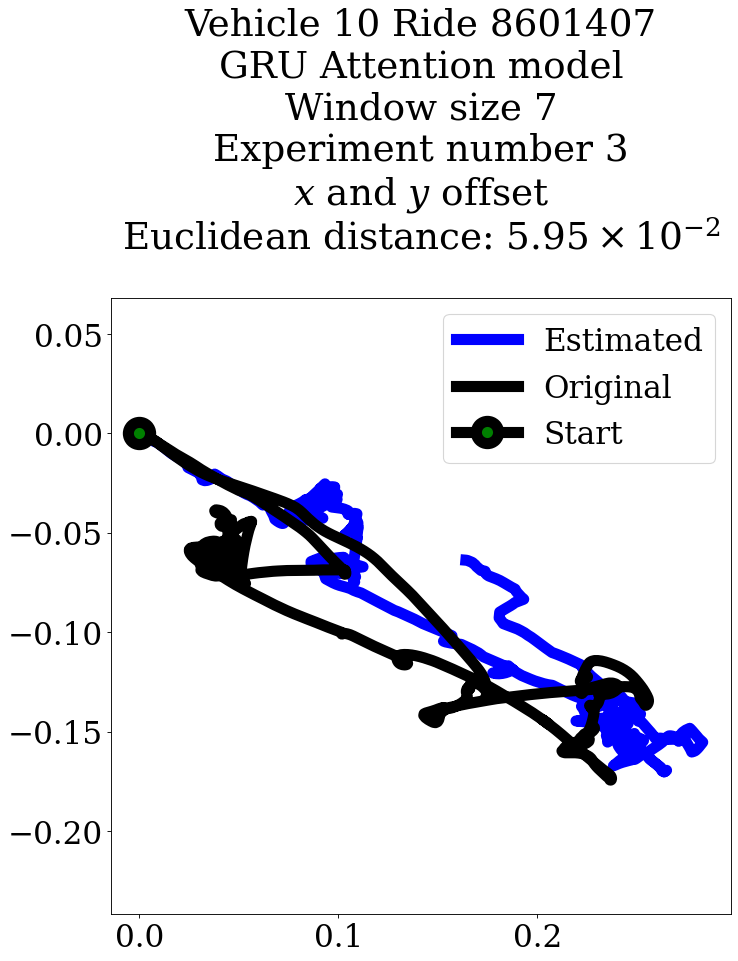 Vehicle 10 Ride 8601407
GRU Attention model
Window size 7
Experiment number 3
x and y offset
Euclidean distance: 5.95 × 10⁻²
Estimated
Original
Start
0.05
0.00
−0.05
−0.10
−0.15
−0.20
0.0 0.1 0.2